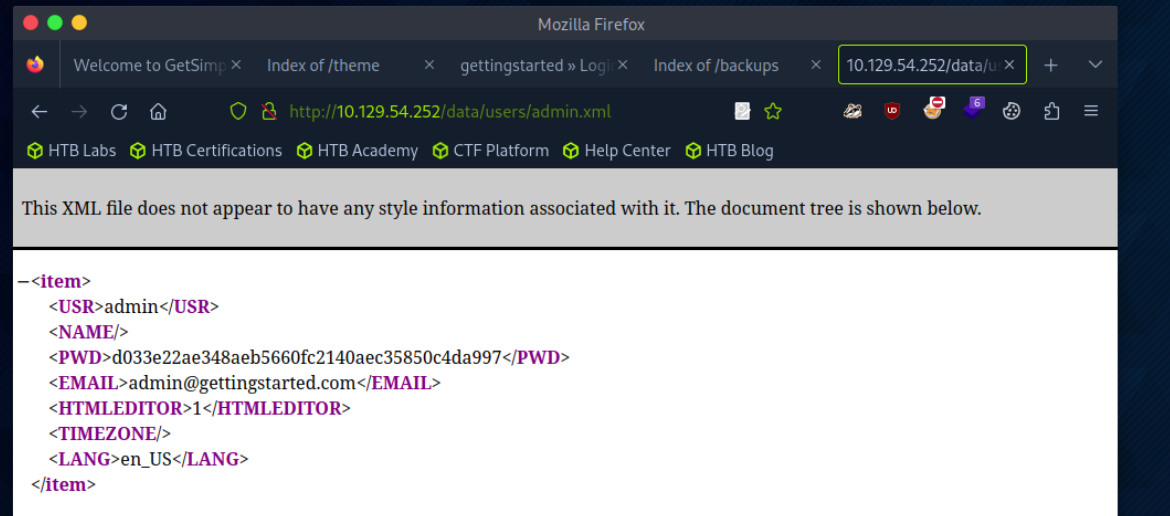 Mozilla Firefox
Welcome to GetSimp
Index of /theme
gettingstarted » Login
Index of /backups
10.129.54.252/data/us
http://10.129.54.252/data/users/admin.xml
6
HTB Labs HTB Certifications HTB Academy CTF Platform Help Center HTB Blog
This XML file does not appear to have any style information associated with it. The document tree is shown below.
−<item>
<USR>admin</USR>
<NAME/>
<PWD>d033e22ae348aeb5660fc2140aec35850c4da997</PWD>
<EMAIL>admin@gettingstarted.com</EMAIL>
<HTMLEDITOR>1</HTMLEDITOR>
<TIMEZONE/>
<LANG>en_US</LANG>
</item>